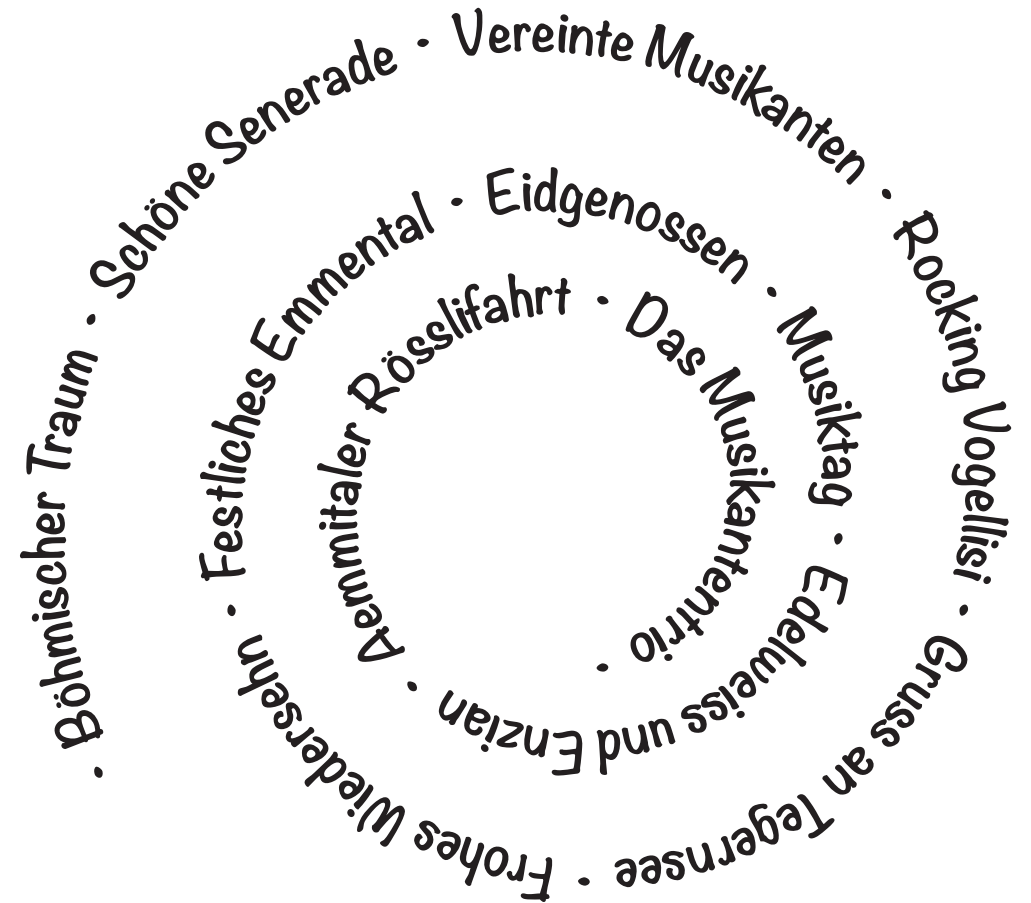 · Böhmischer Traum · Schöne Senerade · Vereinte Musikanten · Rocking Vogellisi · Gruss an Tegernsee · Frohes Wiedersehn · Festliches Emmental · Eidgenossen · Musiktag · Edelweiss und Enzian · Aemmitaler Rösslifahrt · Das Musikantentrio ·